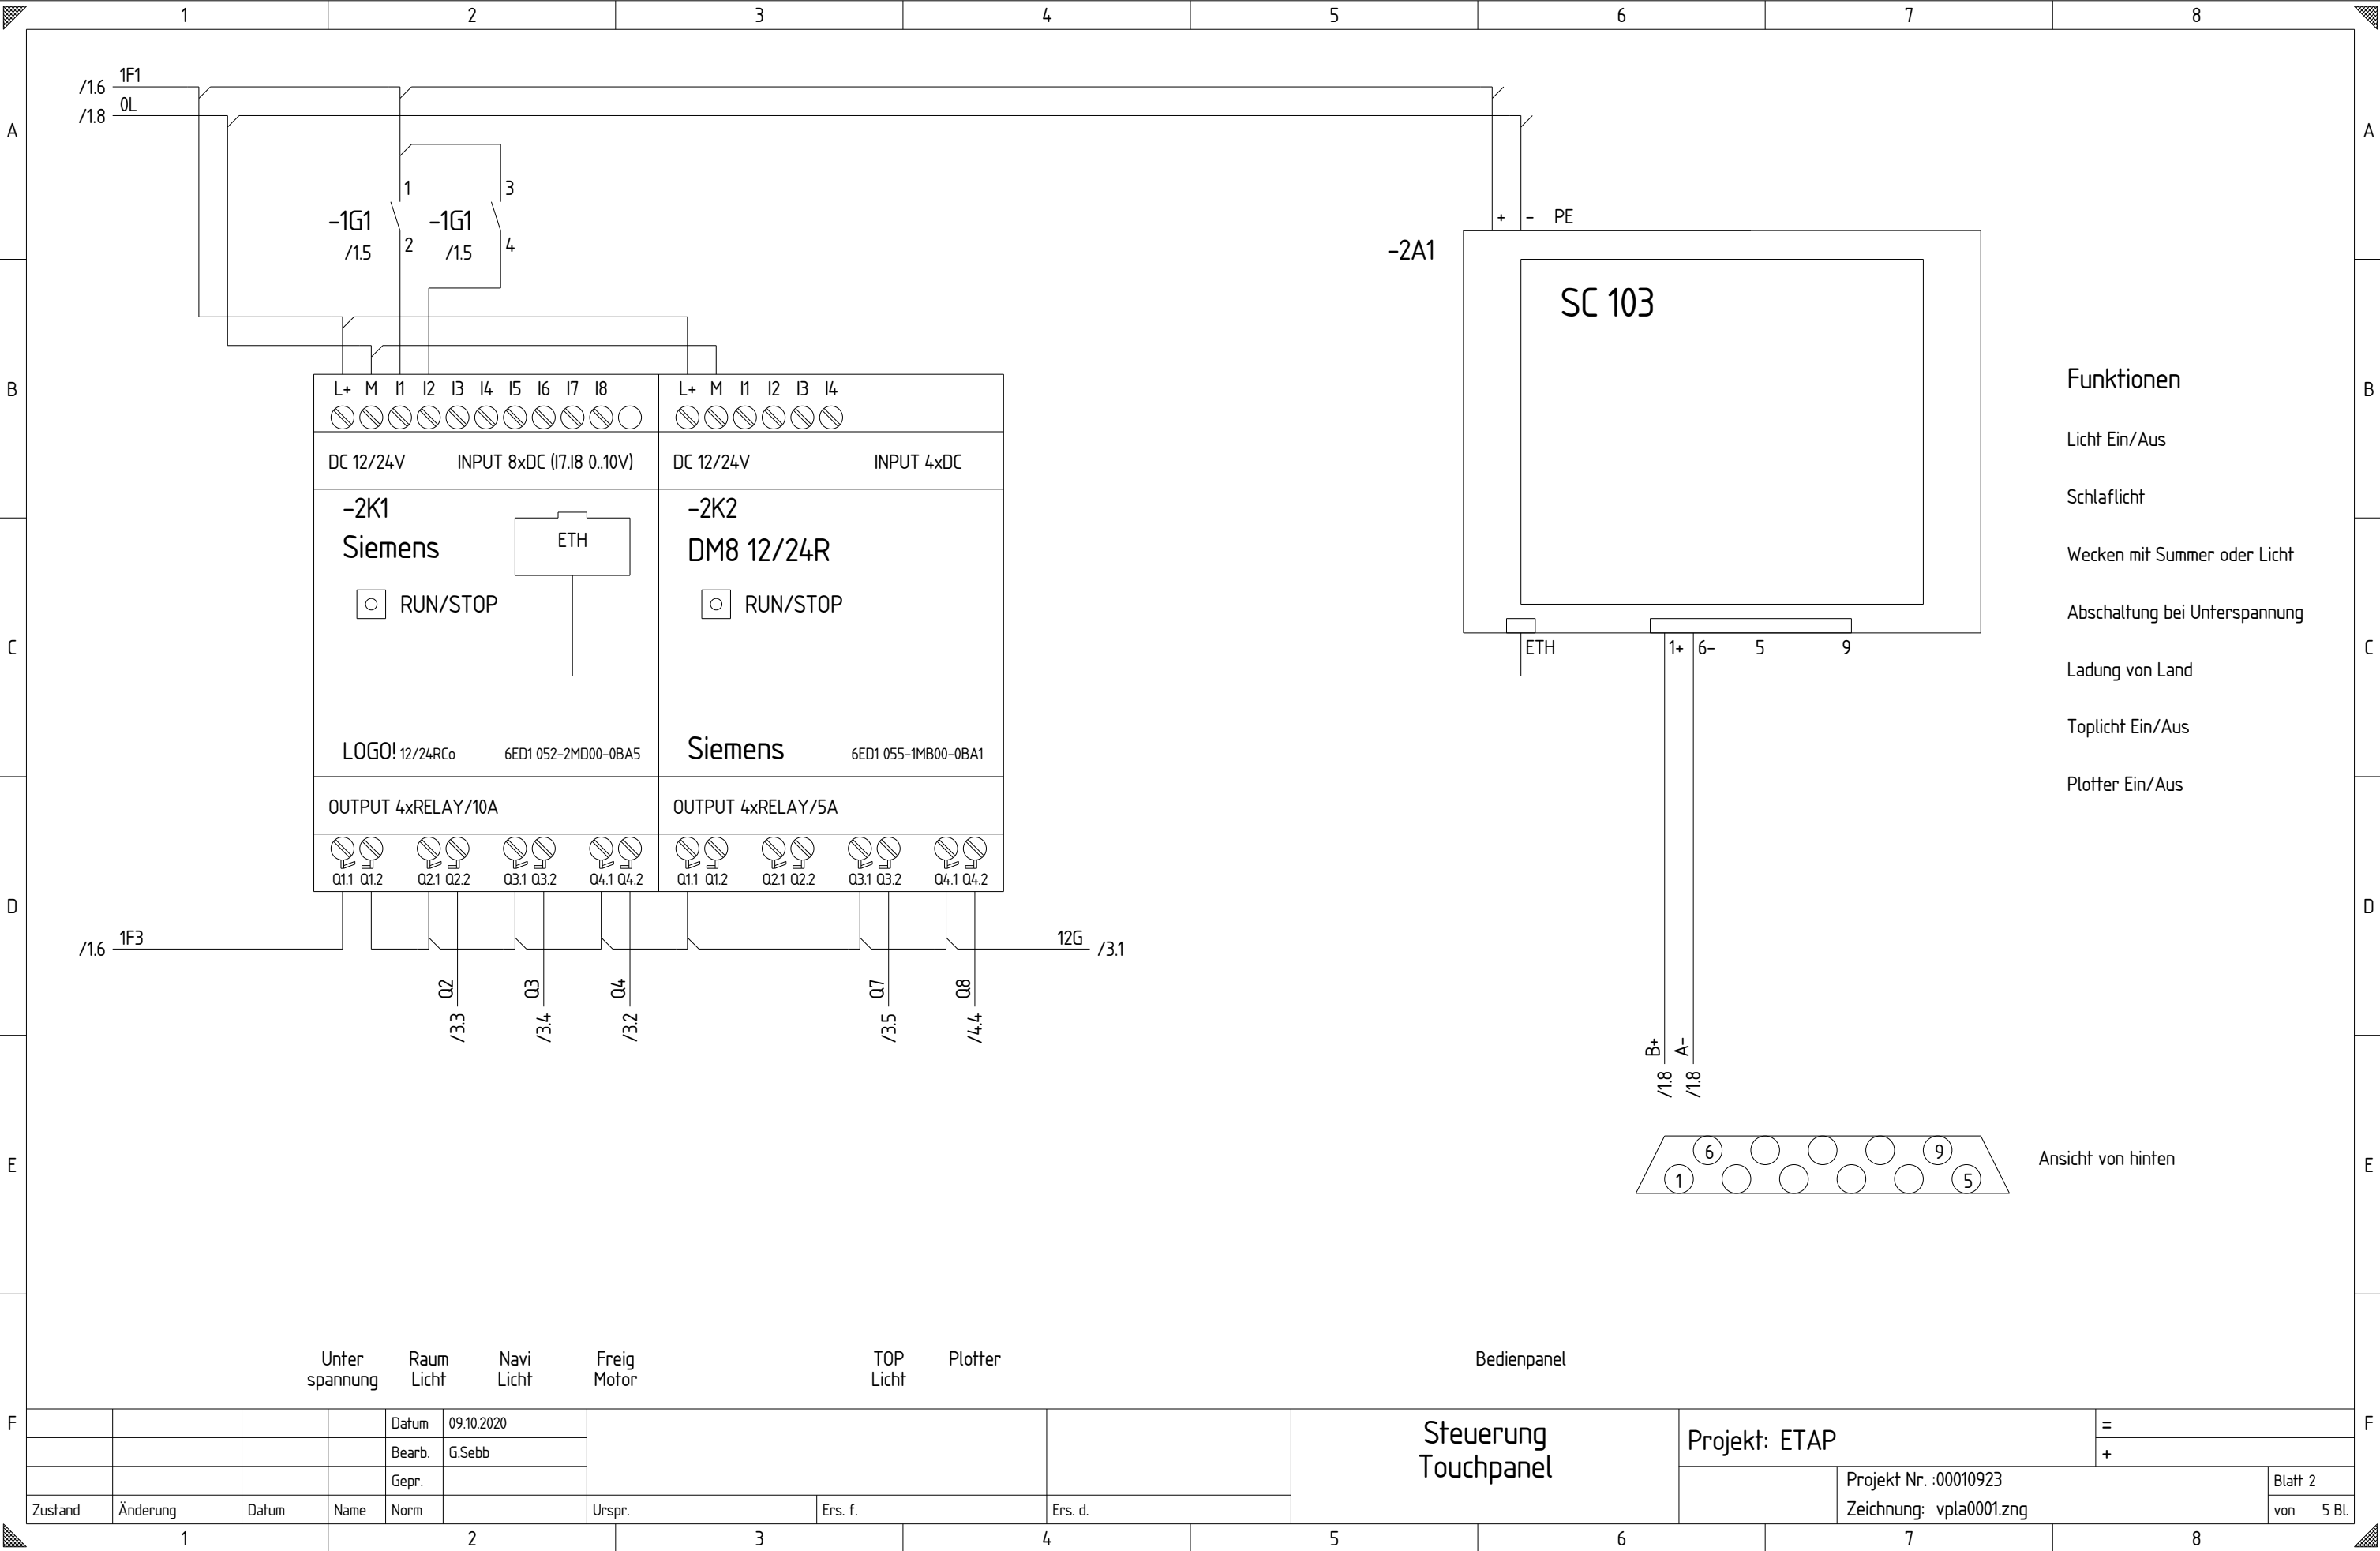 1 2 3 4 5 6 7 8
A A
B B
C C
D D
E E
F F
/1.6 1F1
/1.8 0L
1 3
-1G1 -1G1
/1.5 2 /1.5 4
+ - PE
-2A1
SC 103
L+ M I1 I2 I3 I4 I5 I6 I7 I8
L+ M I1 I2 I3 I4
DC 12/24V INPUT 8xDC (I7.I8 0..10V)
DC 12/24V INPUT 4xDC
-2K1
Siemens
ETH
RUN/STOP
-2K2
DM8 12/24R
RUN/STOP
LOGO! 12/24RCo 6ED1 052-2MD00-0BA5
Siemens 6ED1 055-1MB00-0BA1
OUTPUT 4xRELAY/10A
OUTPUT 4xRELAY/5A
Q1.1 Q1.2 Q2.1 Q2.2 Q3.1 Q3.2 Q4.1 Q4.2
Q1.1 Q1.2 Q2.1 Q2.2 Q3.1 Q3.2 Q4.1 Q4.2
/1.6 1F3
12G /3.1
Q2 Q3 Q4 Q7 Q8
/3.3 /3.4 /3.2 /3.5 /4.4
ETH 1+ 6- 5 9
Funktionen
Licht Ein/Aus
Schlaflicht
Wecken mit Summer oder Licht
Abschaltung bei Unterspannung
Ladung von Land
Toplicht Ein/Aus
Plotter Ein/Aus
B+ A-
/1.8 /1.8
6 9
1 5
Ansicht von hinten
Unter
spannung
Raum
Licht
Navi
Licht
Freig
Motor
TOP
Licht
Plotter
Bedienpanel
Datum 09.10.2020
Bearb. G.Sebb
Gepr.
Zustand Änderung Datum Name Norm Urspr. Ers. f. Ers. d.
Steuerung
Touchpanel
Projekt: ETAP
=
+
Projekt Nr. :00010923
Zeichnung: vpla0001.zng
Blatt 2
von 5 Bl.
1 2 3 4 5 6 7 8